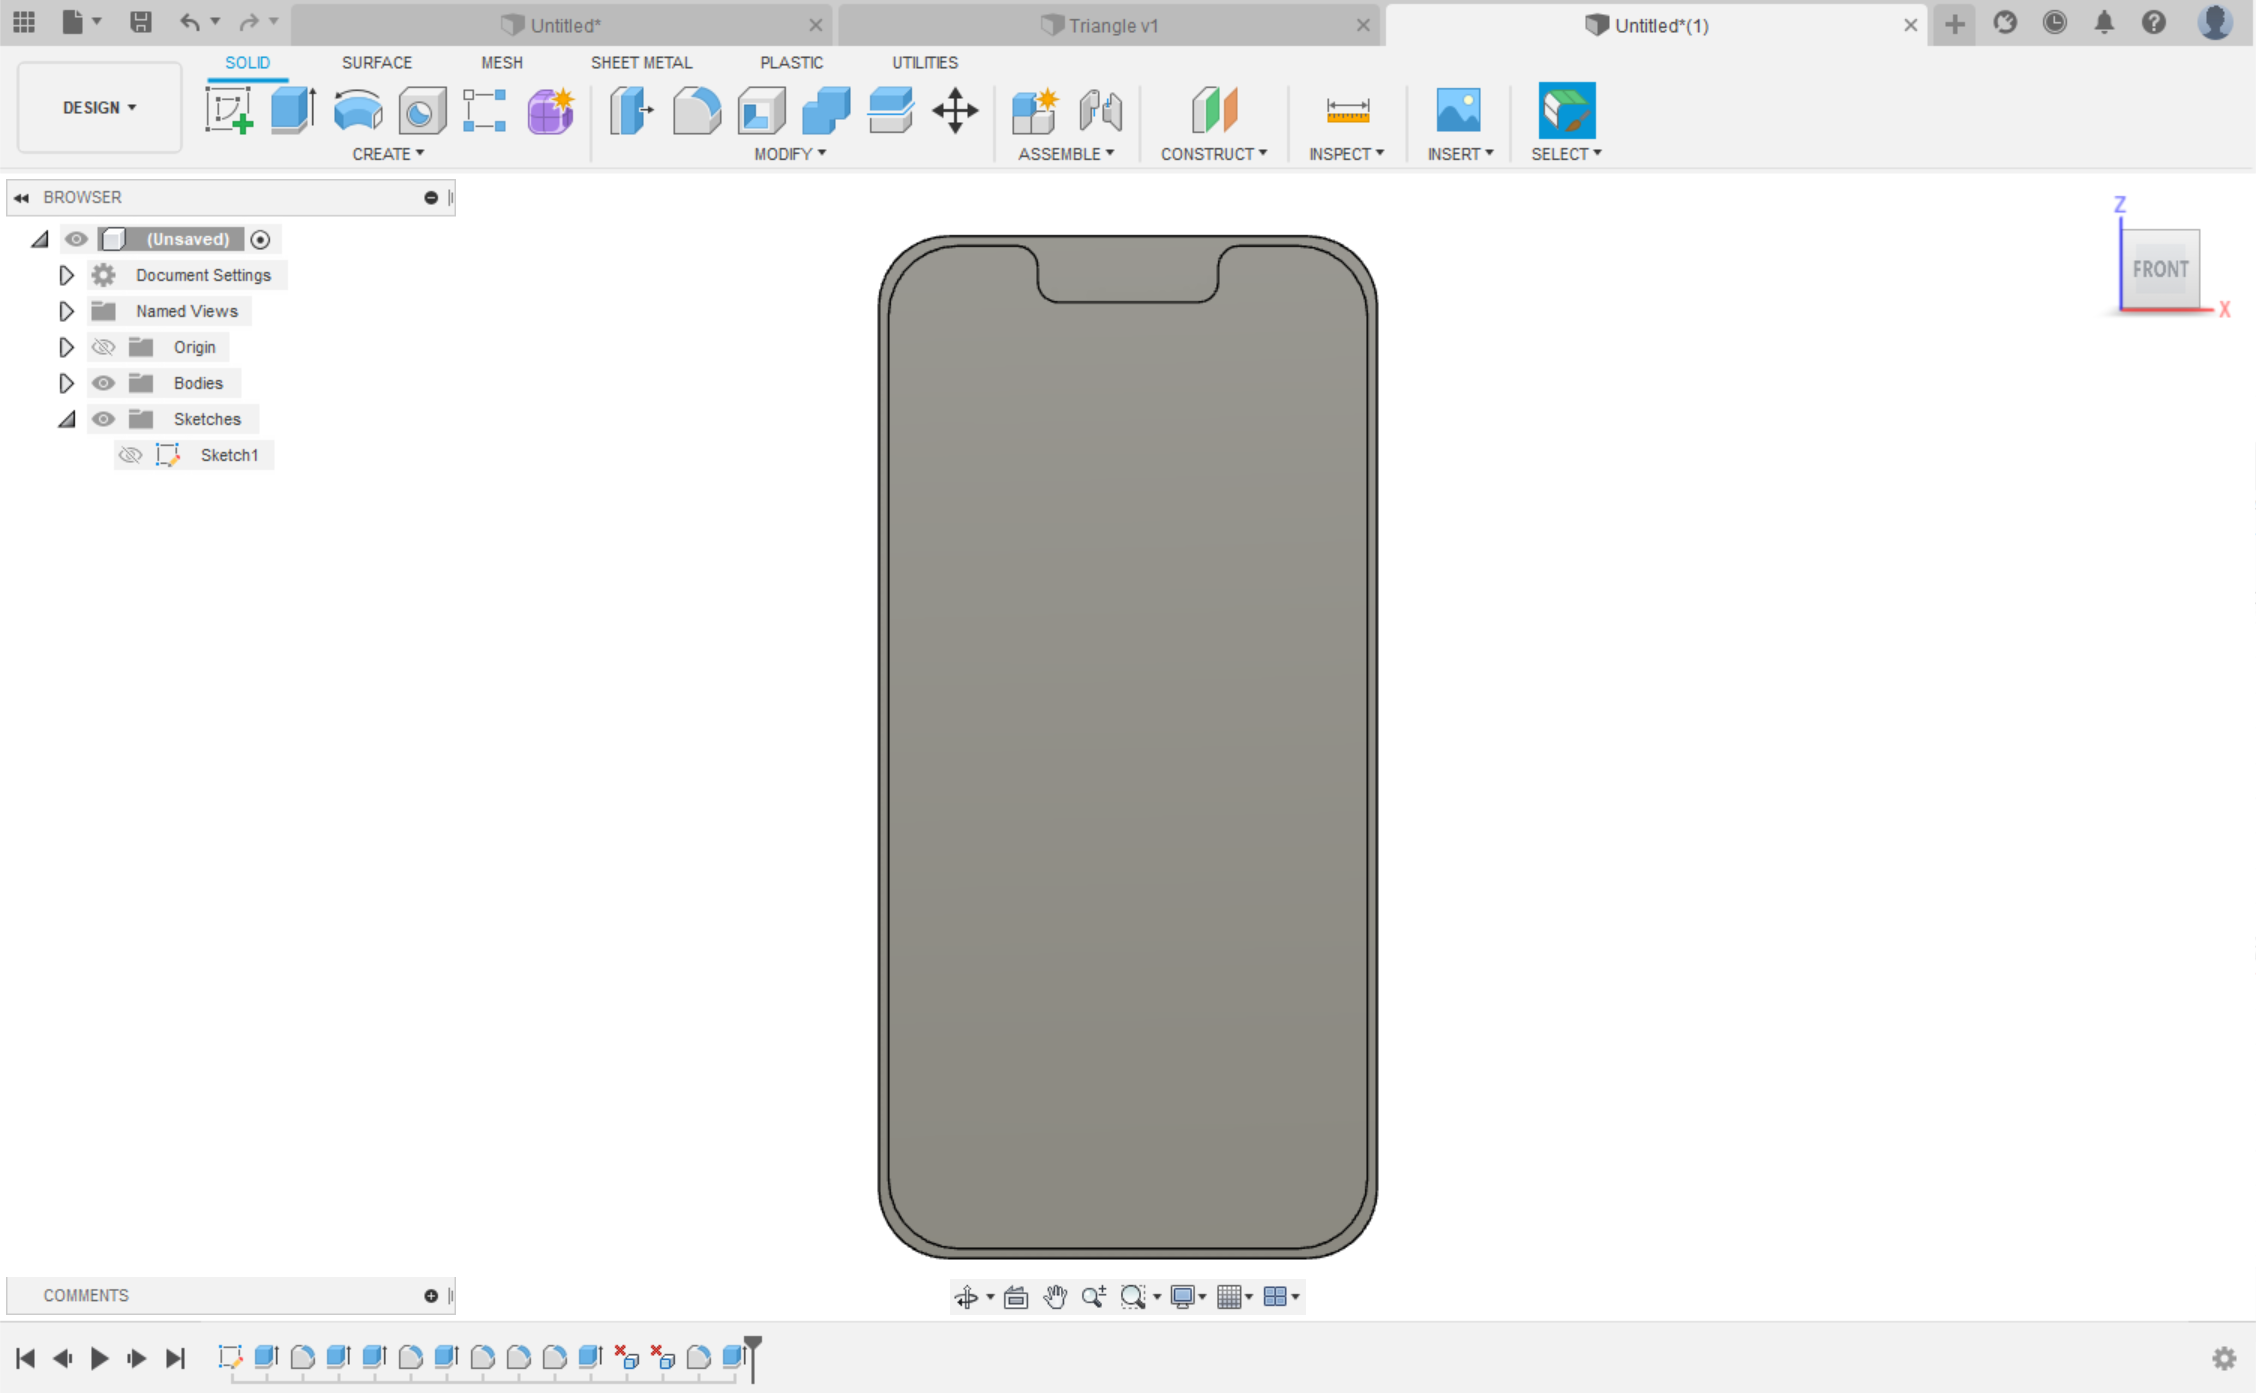 Untitled*
Triangle v1
Untitled*(1)
SOLID SURFACE MESH SHEET METAL PLASTIC UTILITIES
DESIGN
CREATE MODIFY ASSEMBLE CONSTRUCT INSPECT INSERT SELECT
BROWSER
(Unsaved)
Document Settings
Named Views
Origin
Bodies
Sketches
Sketch1
Z
FRONT
X
COMMENTS